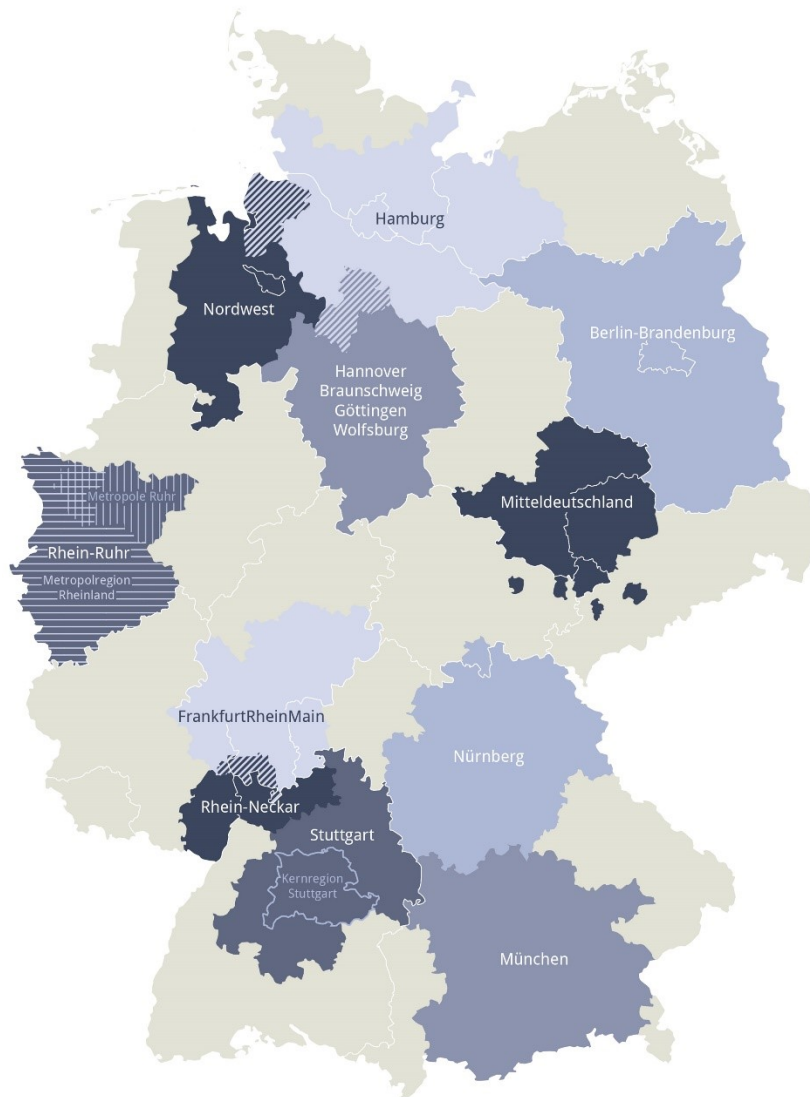 Hamburg
Nordwest
Berlin-Brandenburg
Hannover
Braunschweig
Göttingen
Wolfsburg
Metropole Ruhr
Mitteldeutschland
Rhein-Ruhr
Metropolregion
Rheinland
FrankfurtRheinMain
Nürnberg
Rhein-Neckar
Stuttgart
Kernregion
Stuttgart
München